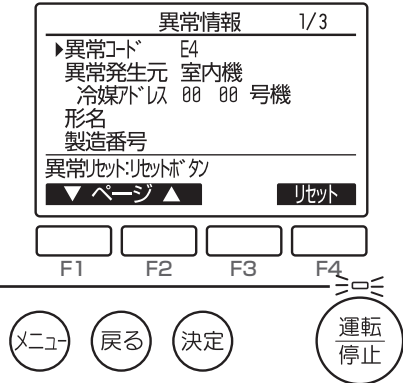 異常情報 1/3
▶異常コード E4
異常発生元 室内機
冷媒アドレス 00 00 号機
形名
製造番号
異常リセット:リセットボタン
▼ ページ ▲ リセット
F1 F2 F3 F4
メニュー 戻る 決定 運転
停止